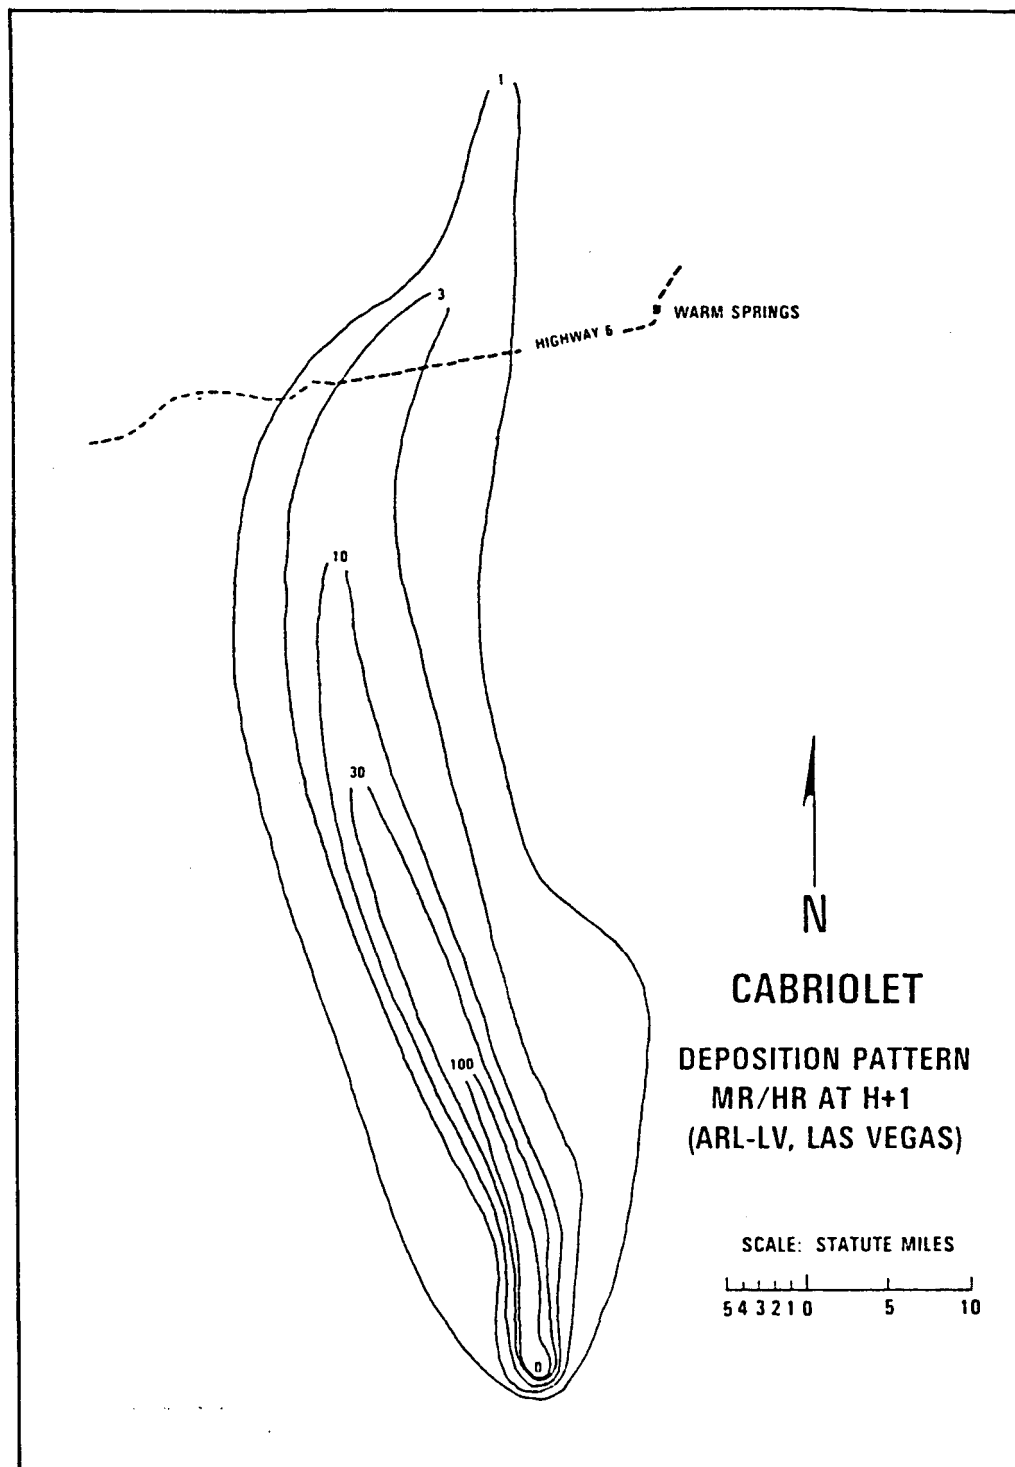 1
3
WARM SPRINGS
HIGHWAY 6
10
30
N
CABRIOLET
100
DEPOSITION PATTERN
MR/HR AT H+1
(ARL-LV, LAS VEGAS)
SCALE: STATUTE MILES
5 4 3 2 1 0 5 10
0